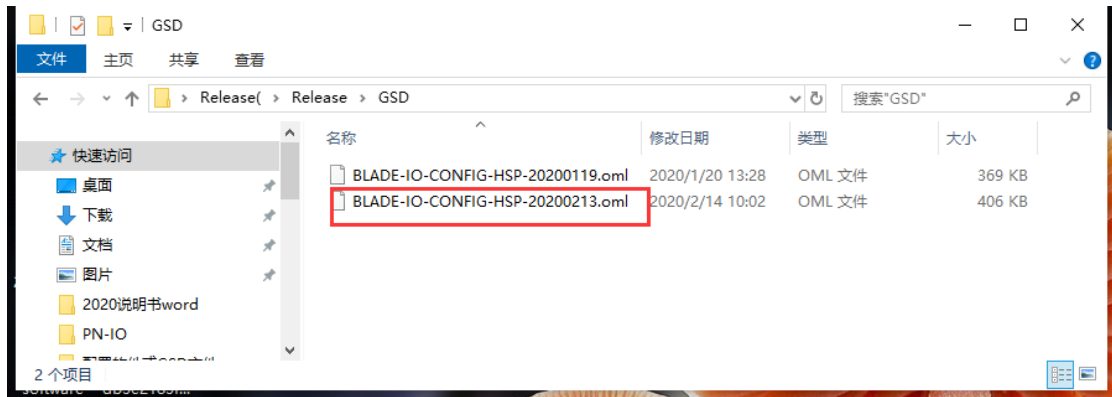 GSD
文件 主页 共享 查看
Release( Release GSD 搜索"GSD"
名称 修改日期 类型 大小
快速访问
桌面
下载
文档
图片
2020说明书word
PN-IO
BLADE-IO-CONFIG-HSP-20200119.oml 2020/1/20 13:28 OML 文件 369 KB
BLADE-IO-CONFIG-HSP-20200213.oml 2020/2/14 10:02 OML 文件 406 KB
2 个项目